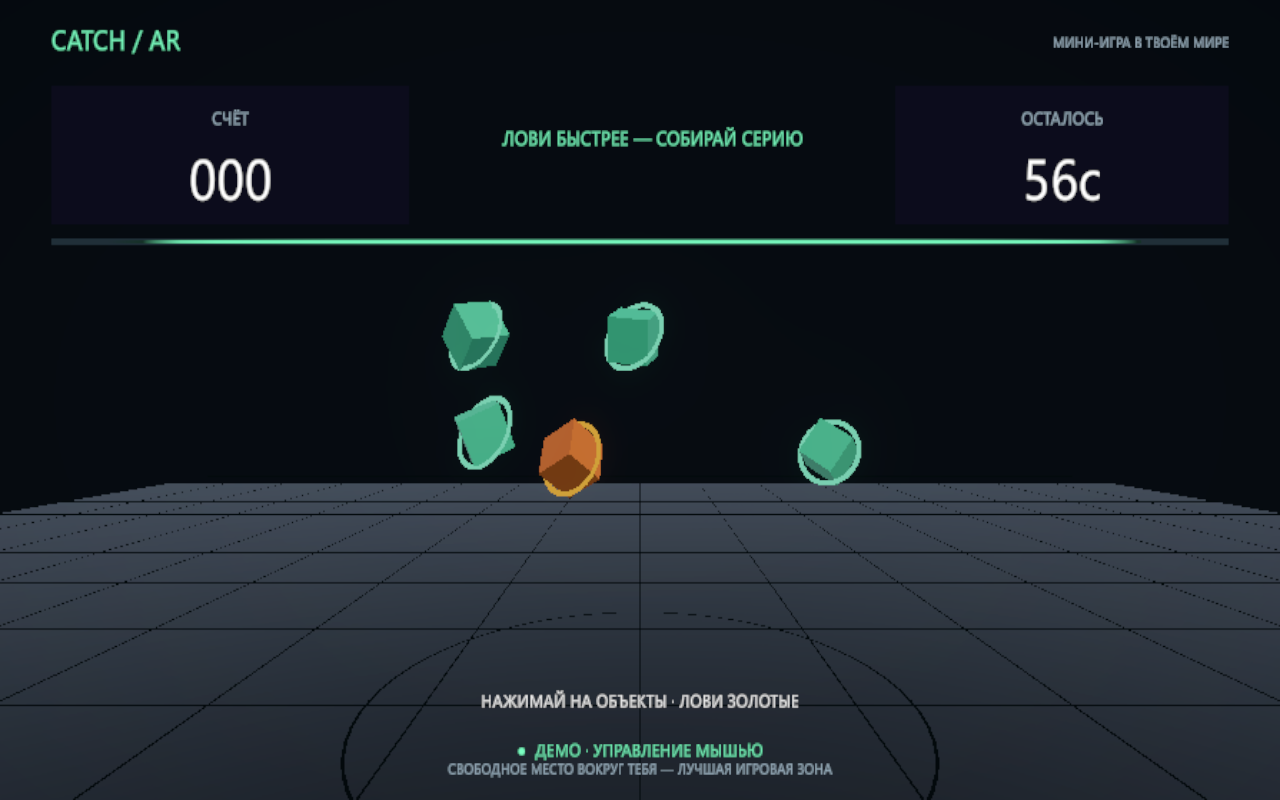 CATCH / AR
МИНИ-ИГРА В ТВОЁМ МИРЕ
СЧЁТ
000
ЛОВИ БЫСТРЕЕ — СОБИРАЙ СЕРИЮ
ОСТАЛОСЬ
56с
НАЖИМАЙ НА ОБЪЕКТЫ · ЛОВИ ЗОЛОТЫЕ
● ДЕМО · УПРАВЛЕНИЕ МЫШЬЮ
СВОБОДНОЕ МЕСТО ВОКРУГ ТЕБЯ — ЛУЧШАЯ ИГРОВАЯ ЗОНА